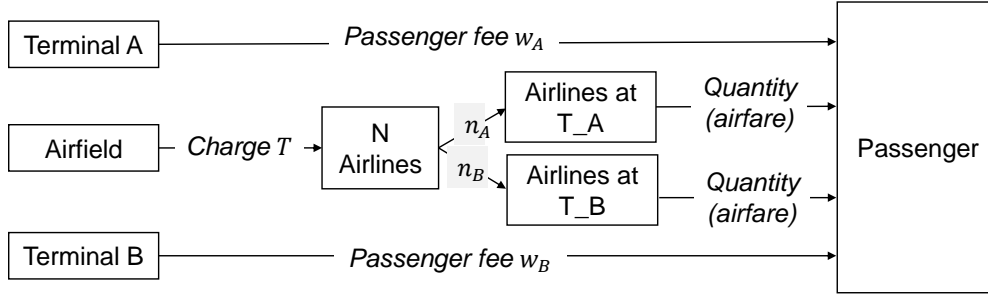 Terminal A
Passenger fee w_A
Airfield
Charge T
N
Airlines
n_A
n_B
Airlines at
T_A
Quantity
(airfare)
Airlines at
T_B
Quantity
(airfare)
Passenger
Terminal B
Passenger fee w_B